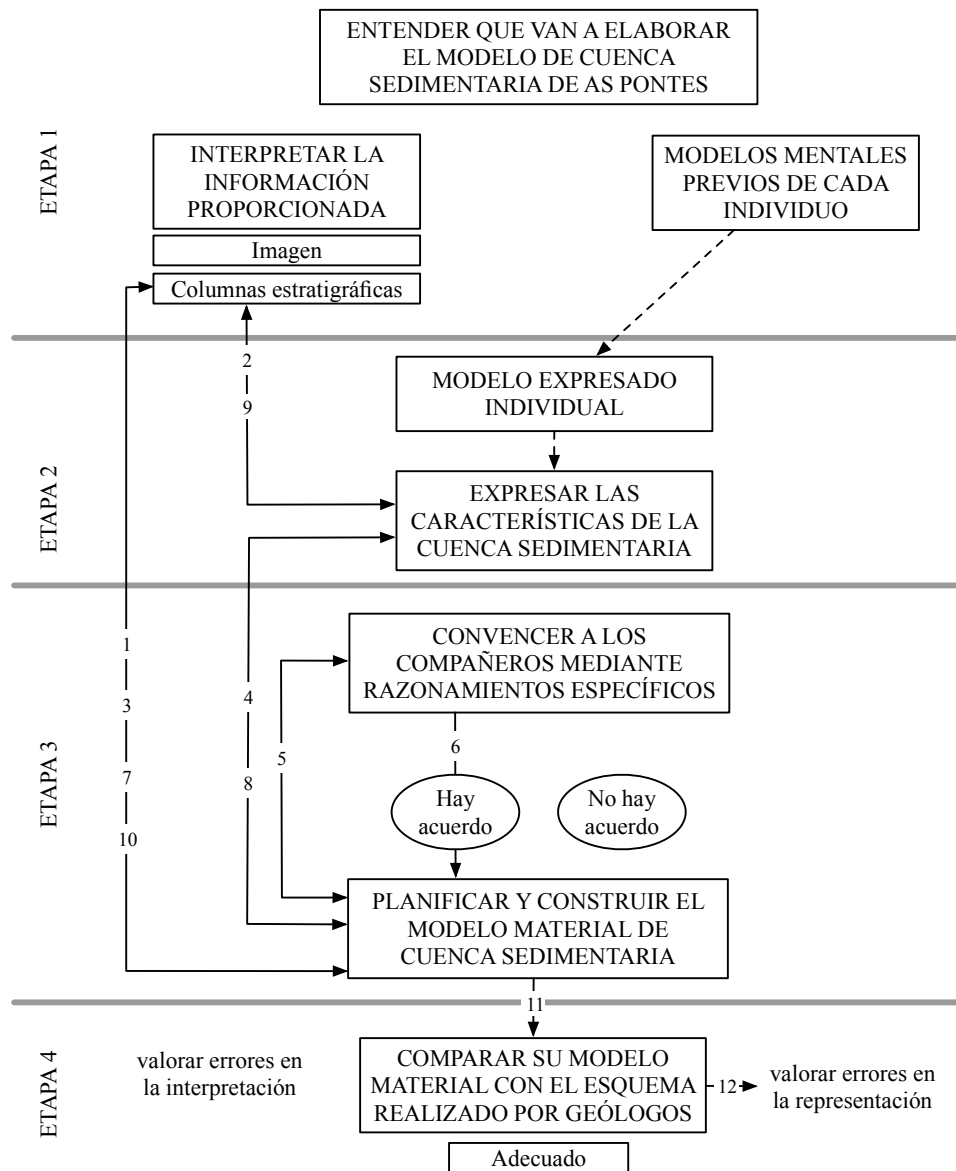 ENTENDER QUE VAN A ELABORAR
EL MODELO DE CUENCA
SEDIMENTARIA DE AS PONTES
ETAPA 1
INTERPRETAR LA
INFORMACIÓN
PROPORCIONADA
Imagen
Columnas estratigráficas
MODELOS MENTALES
PREVIOS DE CADA
INDIVIDUO
ETAPA 2
2
9
MODELO EXPRESADO
INDIVIDUAL
EXPRESAR LAS
CARACTERÍSTICAS DE LA
CUENCA SEDIMENTARIA
ETAPA 3
1
3
7
10
4
8
5
CONVENCER A LOS
COMPAÑEROS MEDIANTE
RAZONAMIENTOS ESPECÍFICOS
6
Hay
acuerdo
No hay
acuerdo
PLANIFICAR Y CONSTRUIR EL
MODELO MATERIAL DE
CUENCA SEDIMENTARIA
11
ETAPA 4
valorar errores en
la interpretación
COMPARAR SU MODELO
MATERIAL CON EL ESQUEMA
REALIZADO POR GEÓLOGOS
12
valorar errores en
la representación
Adecuado